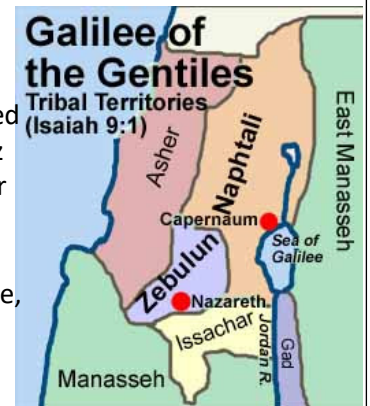 Galilee of
the Gentiles
Tribal Territories
(Isaiah 9:1)
ed
z
r
e,
Asher
Naphtali
East Manasseh
Capernaum
Sea of
Galilee
Zebulun
Nazareth
Issachar
Jordan R.
Gad
Manasseh